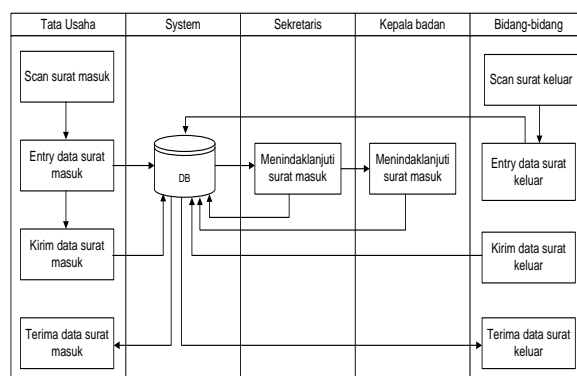 Tata Usaha
System
Sekretaris
Kepala badan
Bidang-bidang
Scan surat masuk
Scan surat keluar
Entry data surat
masuk
DB
Menindaklanjuti
surat masuk
Menindaklanjuti
surat masuk
Entry data surat
keluar
Kirim data surat
masuk
Kirim data surat
keluar
Terima data surat
masuk
Terima data surat
keluar